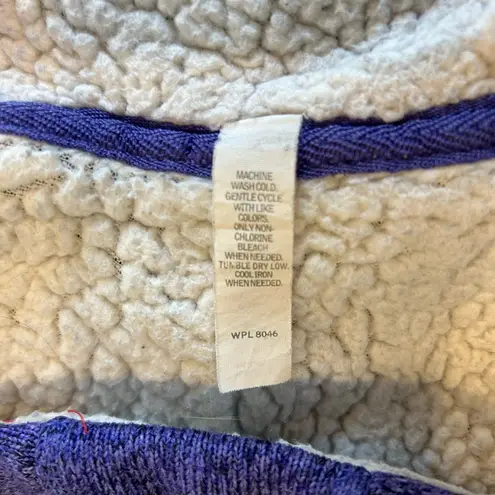 MACHINE
WASH COLD.
GENTLE CYCLE
WITH LIKE
COLORS.
ONLY NON-
CHLORINE
BLEACH
WHEN NEEDED.
TUMBLE DRY LOW.
COOL IRON
WHEN NEEDED.
WPL 8046